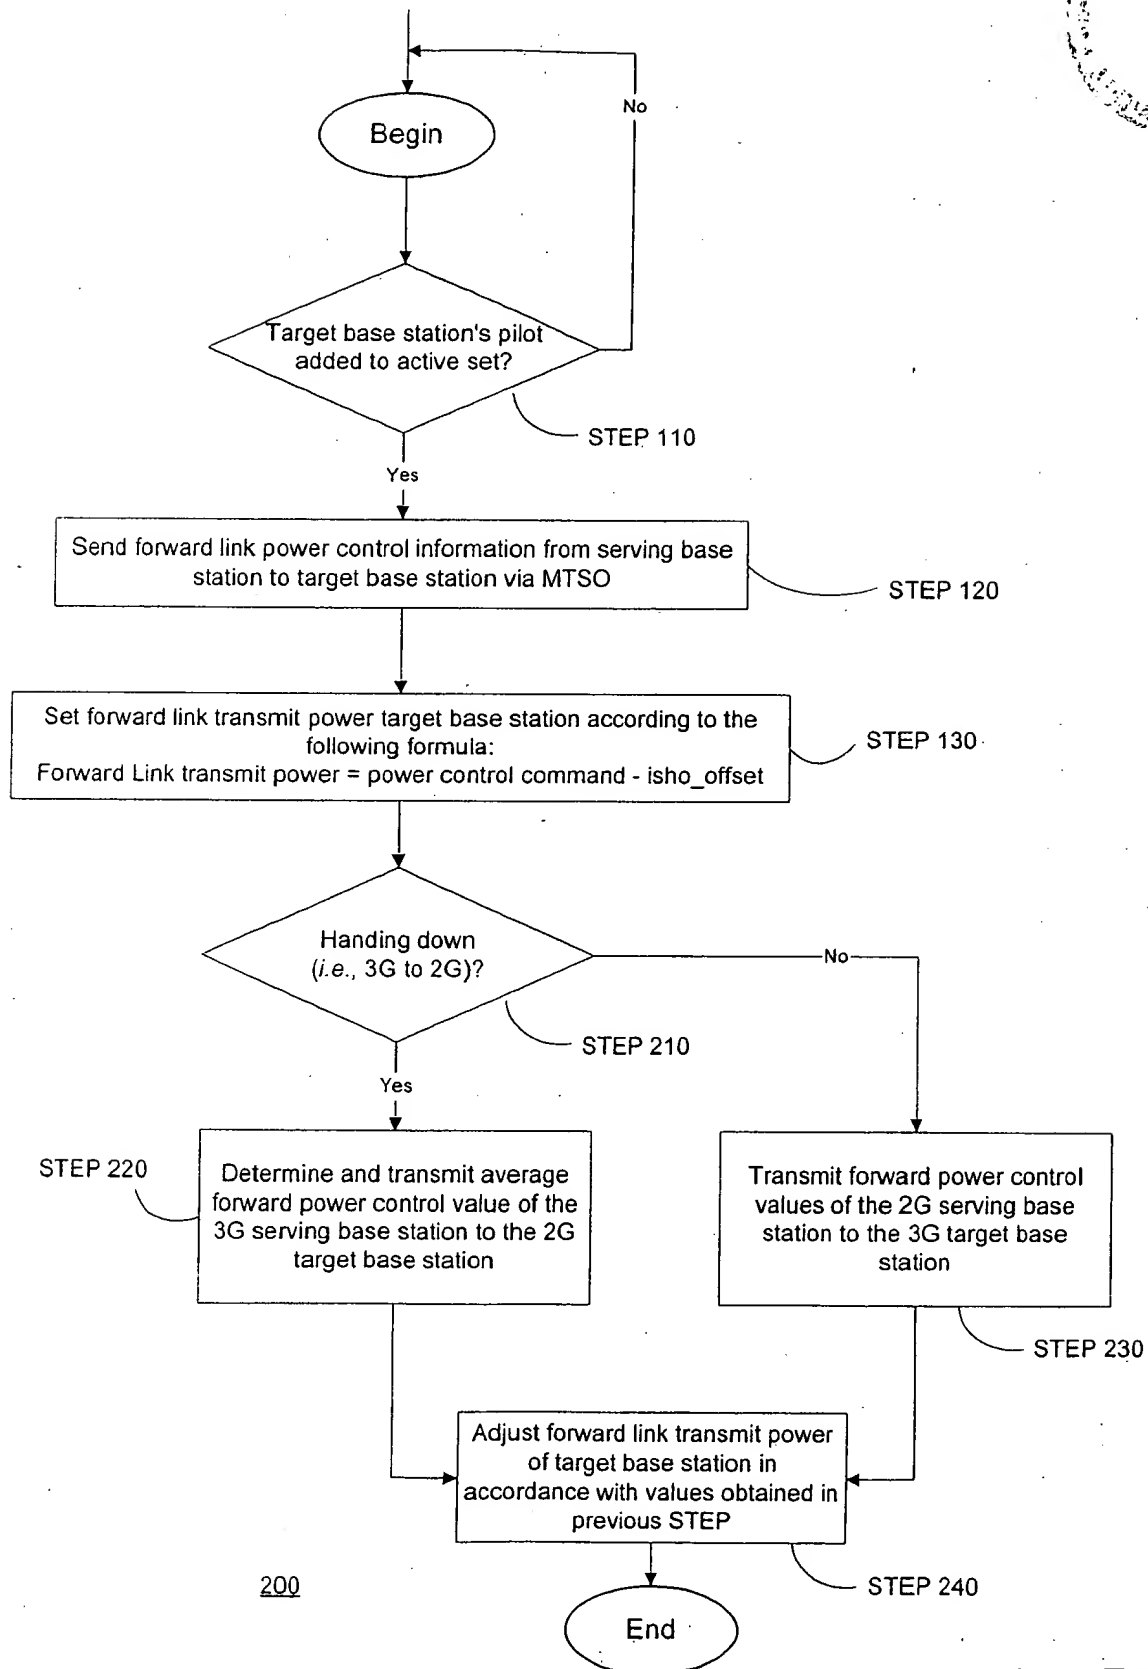 No
Begin
Target base station's pilot
added to active set?
STEP 110
Yes
Send forward link power control information from serving base
station to target base station via MTSO
STEP 120
Set forward link transmit power target base station according to the
following formula:
Forward Link transmit power = power control command - isho_offset
STEP 130
Handing down
(i.e., 3G to 2G)?
No
STEP 210
Yes
STEP 220
Determine and transmit average
forward power control value of the
3G serving base station to the 2G
target base station
Transmit forward power control
values of the 2G serving base
station to the 3G target base
station
STEP 230
Adjust forward link transmit power
of target base station in
accordance with values obtained in
previous STEP
STEP 240
200
End